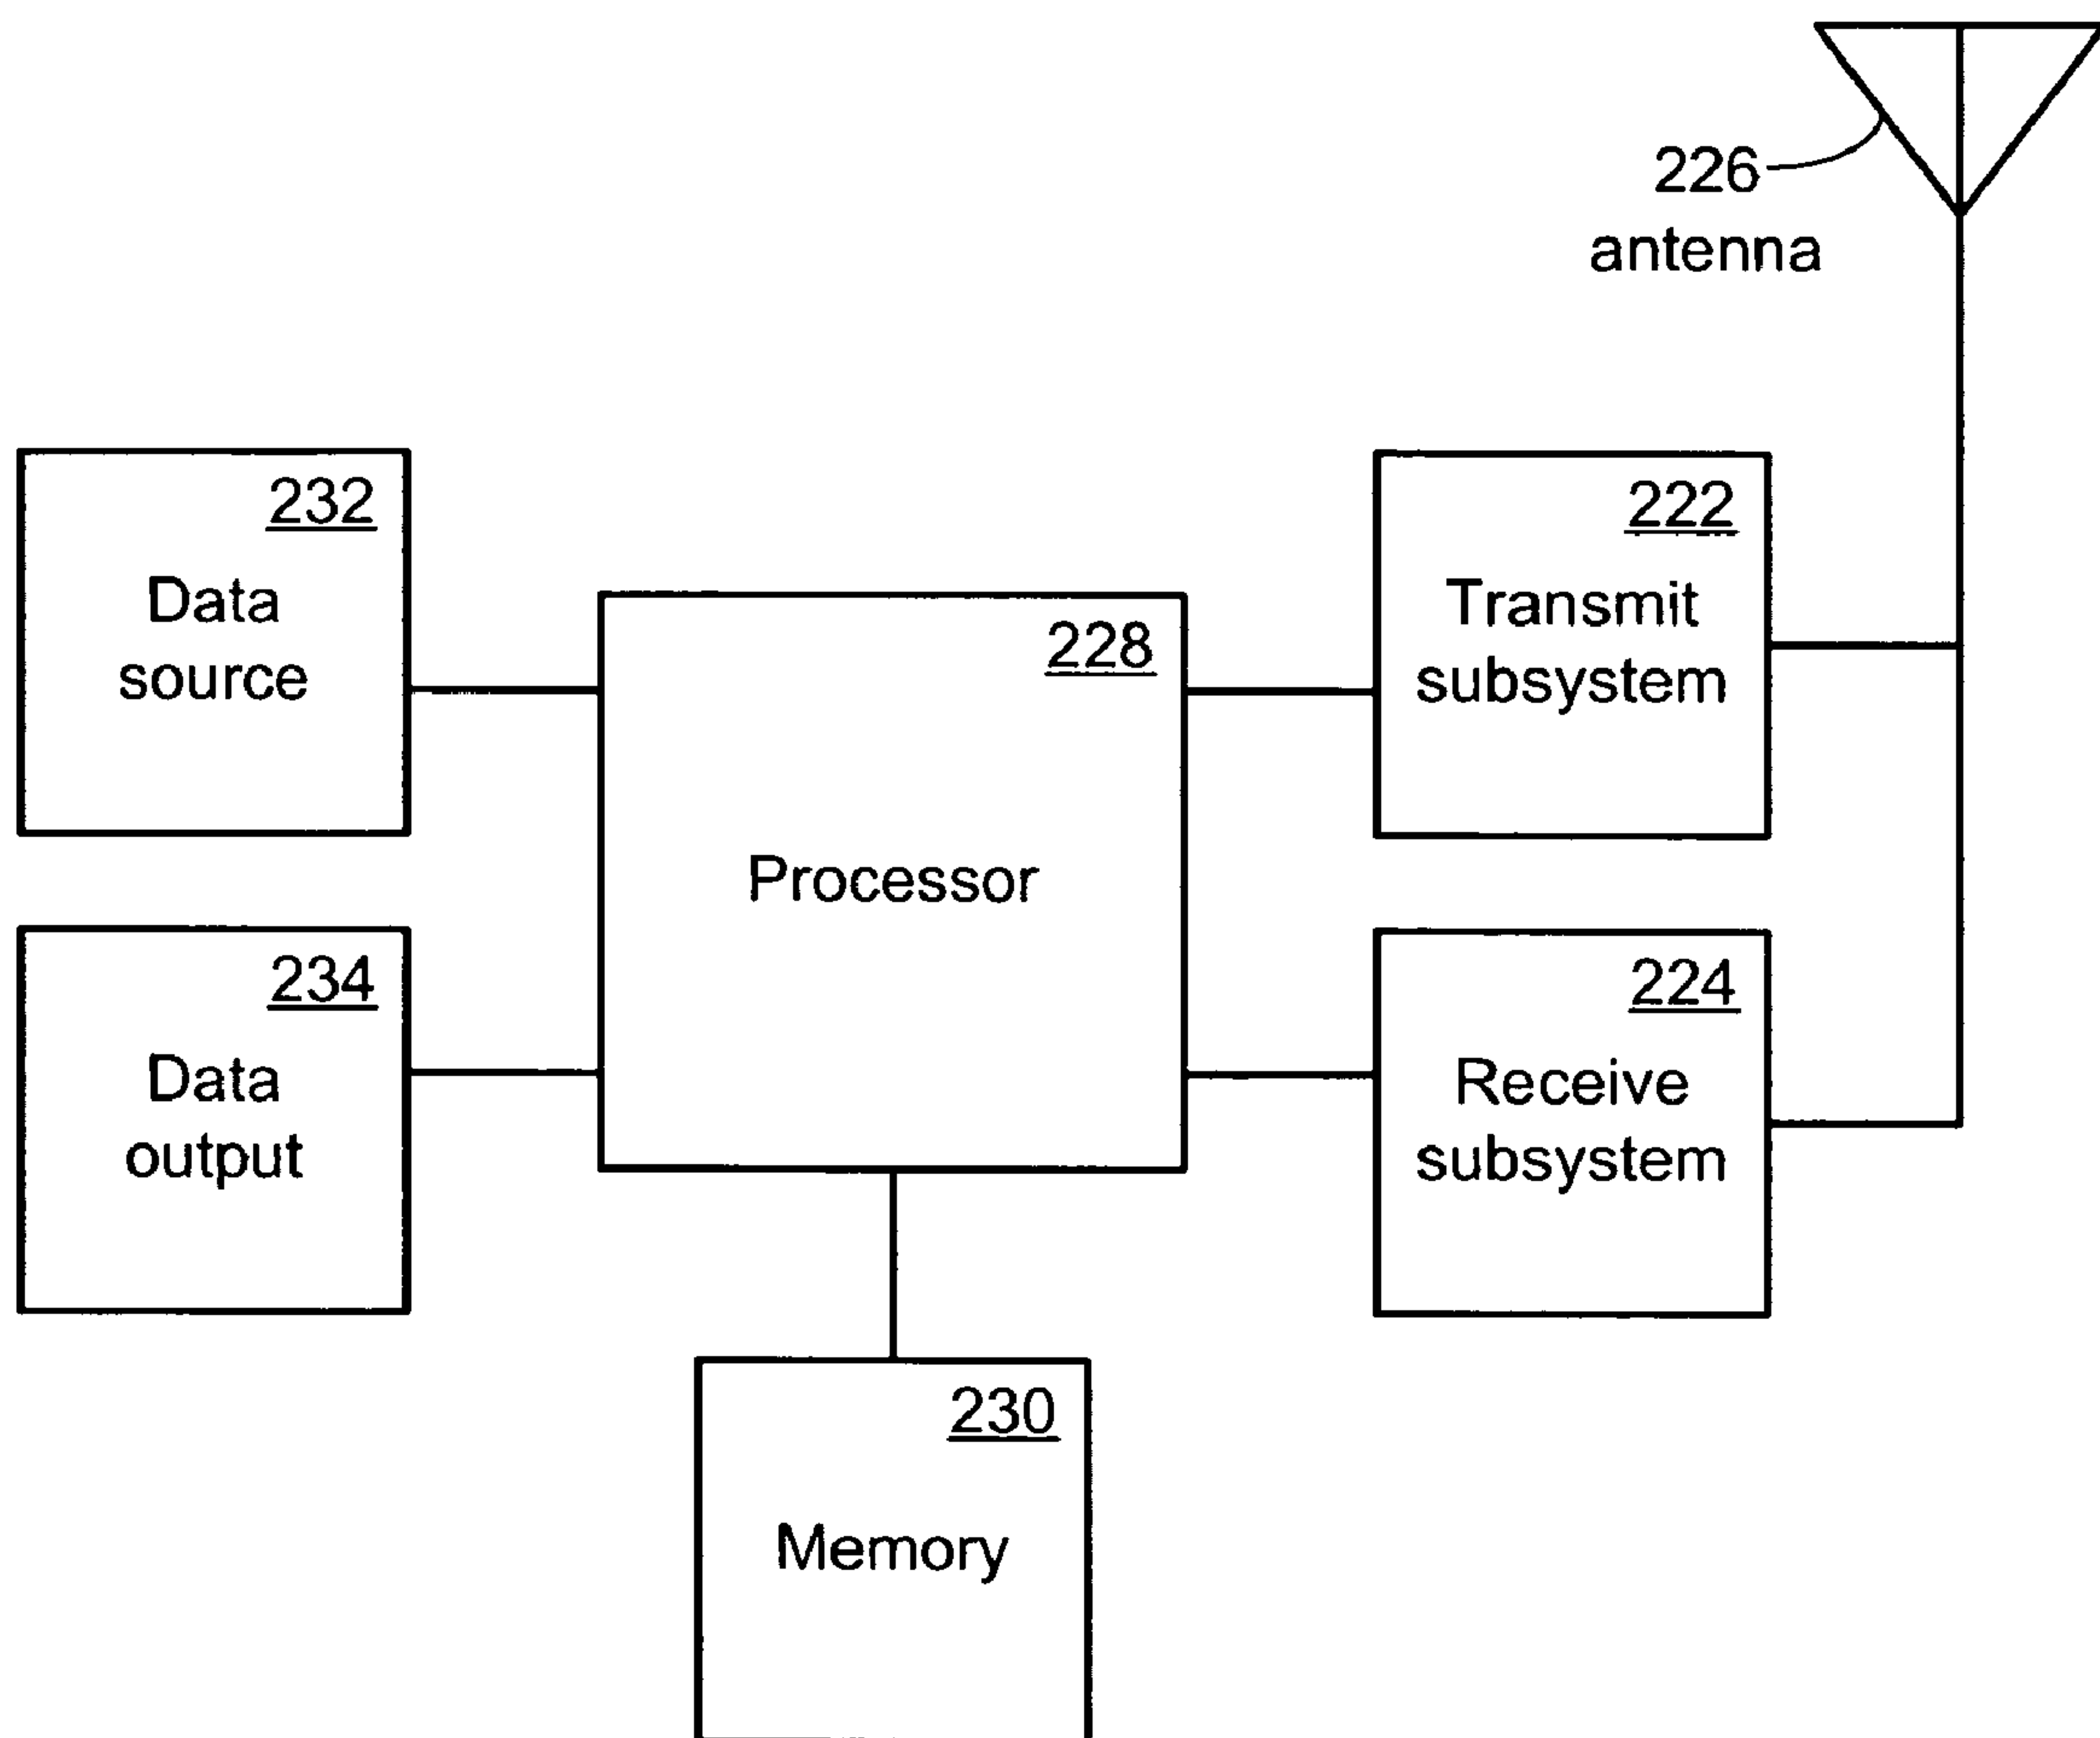 226
antenna
232
Data
source
228
Processor
222
Transmit
subsystem
234
Data
output
224
Receive
subsystem
230
Memory